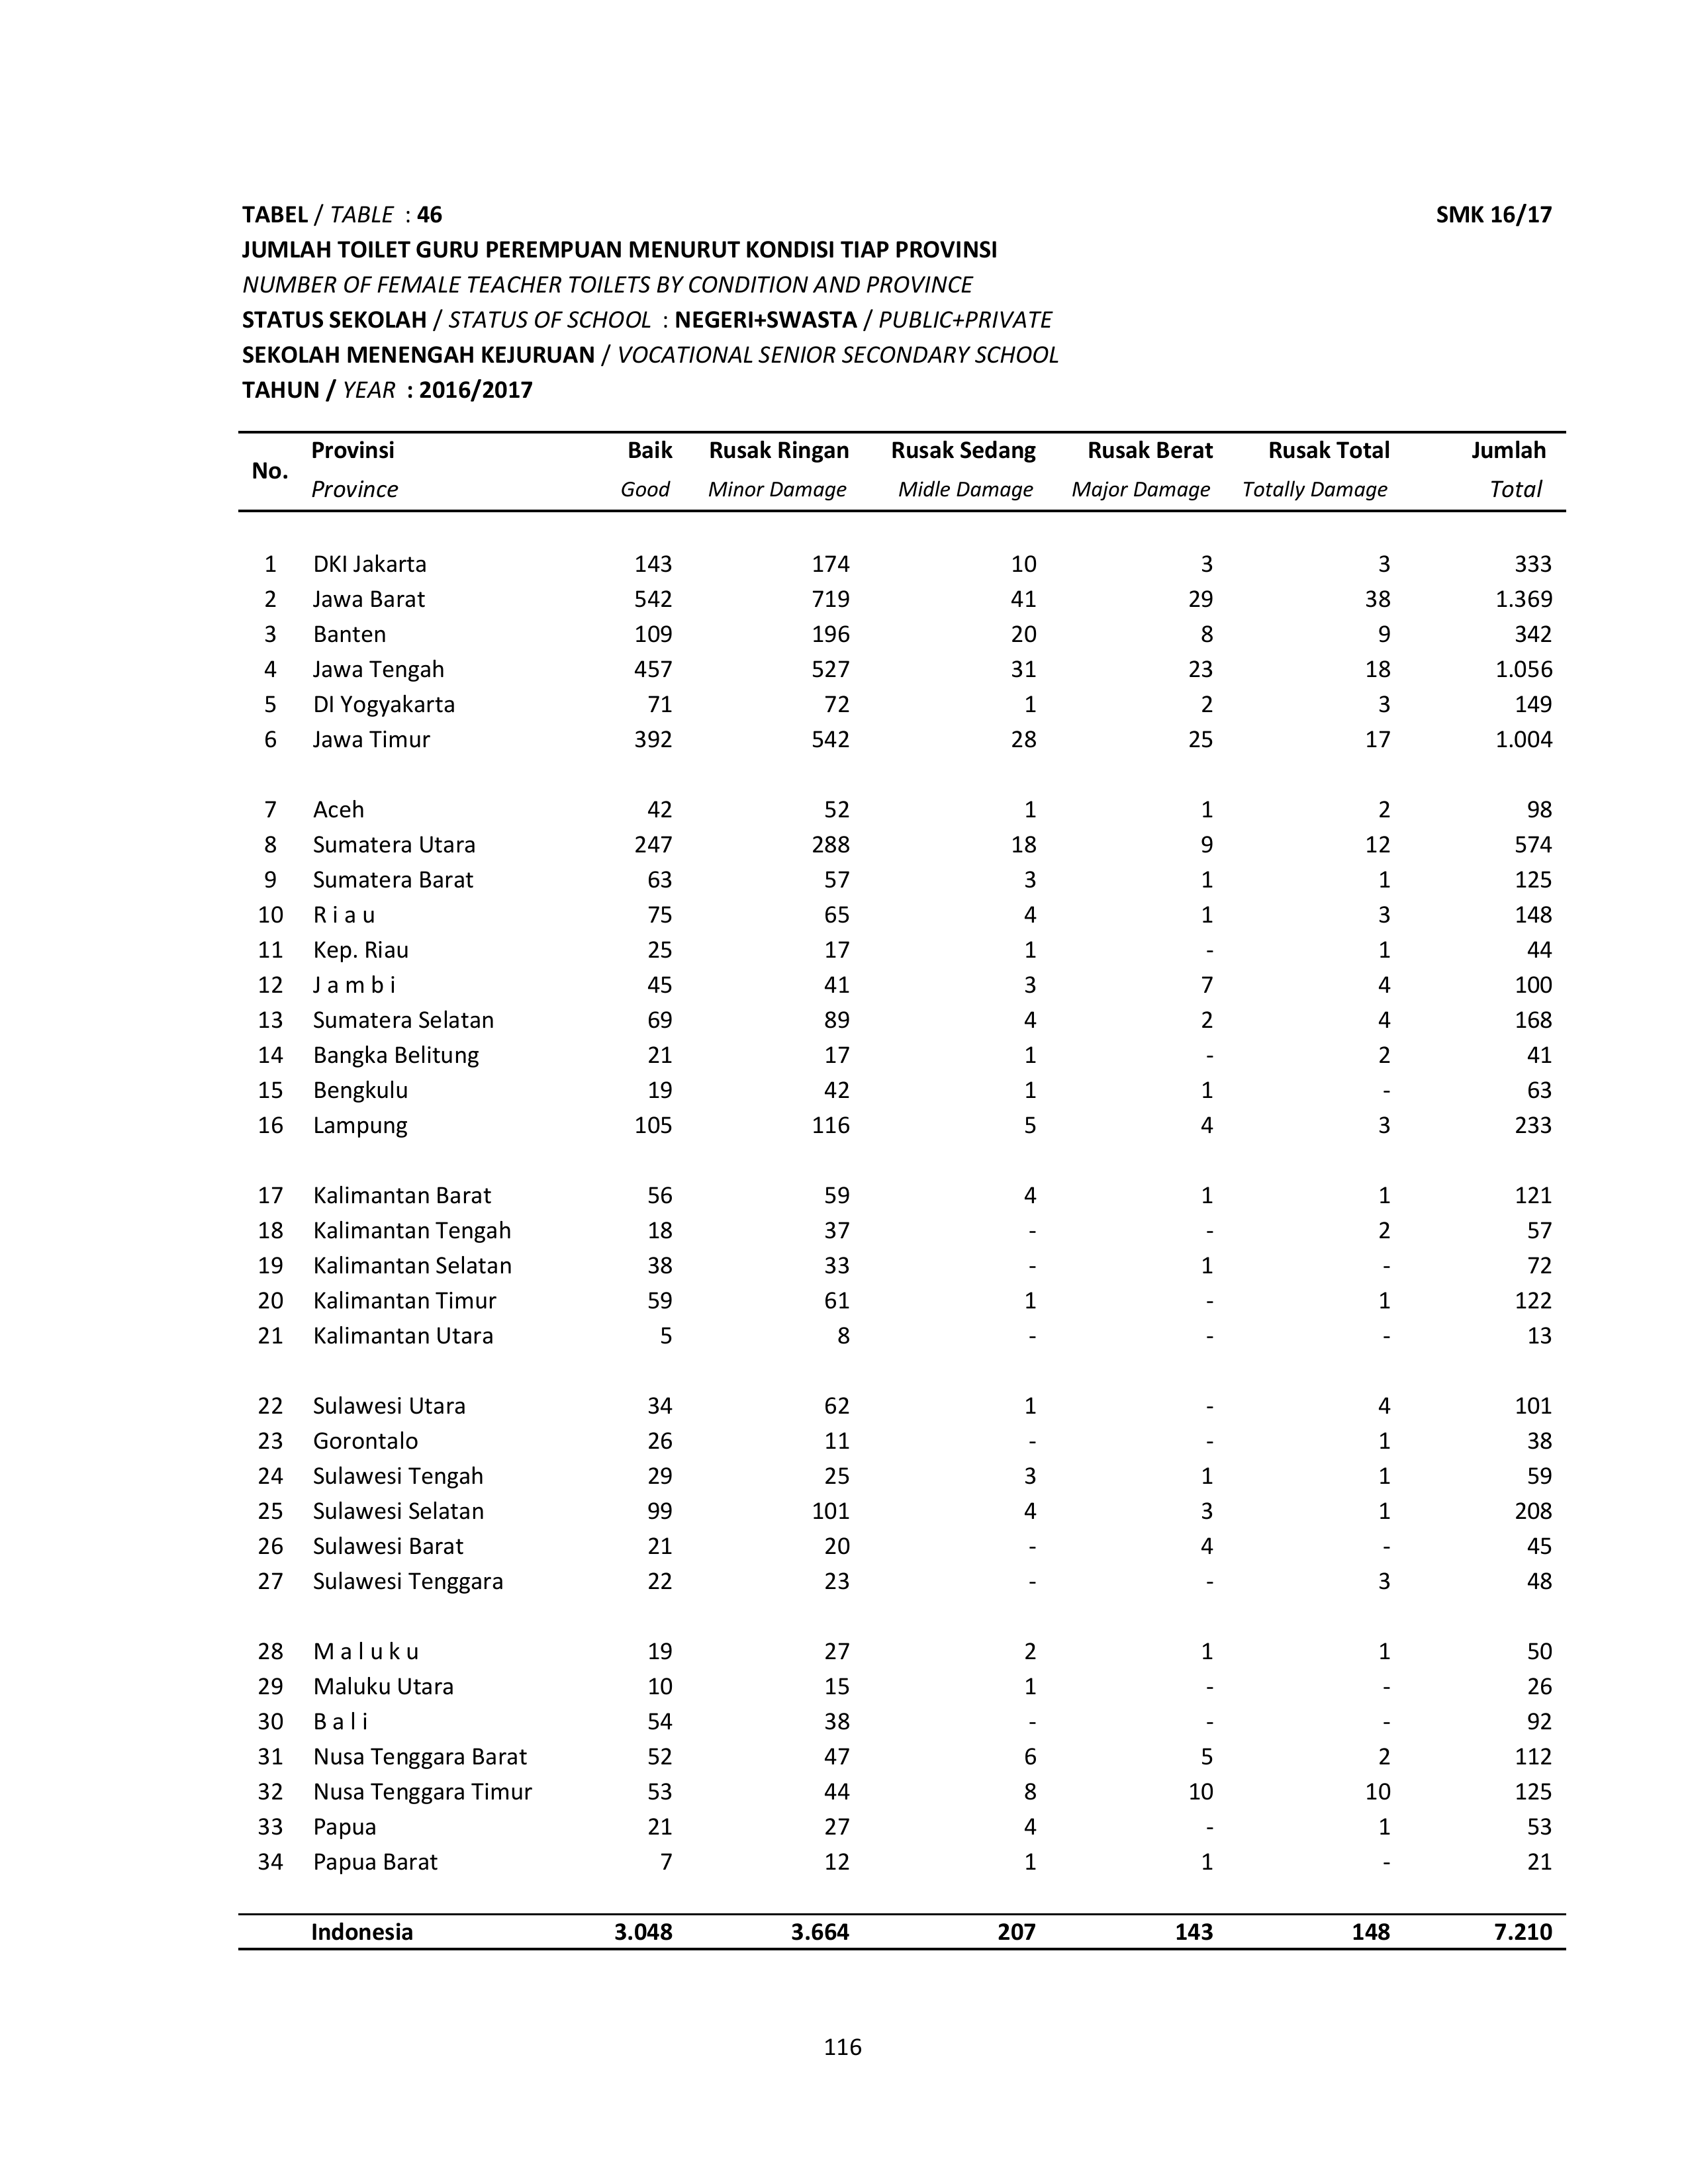 TABEL / TABLE : 46 SMK 16/17
JUMLAH TOILET GURU PEREMPUAN MENURUT KONDISI TIAP PROVINSI
NUMBER OF FEMALE TEACHER TOILETS BY CONDITION AND PROVINCE
STATUS SEKOLAH / STATUS OF SCHOOL : NEGERI+SWASTA / PUBLIC+PRIVATE
SEKOLAH MENENGAH KEJURUAN / VOCATIONAL SENIOR SECONDARY SCHOOL
TAHUN / YEAR : 2016/2017
No. Provinsi Baik Rusak Ringan Rusak Sedang Rusak Berat Rusak Total Jumlah
Province Good Minor Damage Midle Damage Major Damage Totally Damage Total
1 DKI Jakarta 143 174 10 3 3 333
2 Jawa Barat 542 719 41 29 38 1.369
3 Banten 109 196 20 8 9 342
4 Jawa Tengah 457 527 31 23 18 1.056
5 DI Yogyakarta 71 72 1 2 3 149
6 Jawa Timur 392 542 28 25 17 1.004
7 Aceh 42 52 1 1 2 98
8 Sumatera Utara 247 288 18 9 12 574
9 Sumatera Barat 63 57 3 1 1 125
10 R i a u 75 65 4 1 3 148
11 Kep. Riau 25 17 1 - 1 44
12 J a m b i 45 41 3 7 4 100
13 Sumatera Selatan 69 89 4 2 4 168
14 Bangka Belitung 21 17 1 - 2 41
15 Bengkulu 19 42 1 1 - 63
16 Lampung 105 116 5 4 3 233
17 Kalimantan Barat 56 59 4 1 1 121
18 Kalimantan Tengah 18 37 - - 2 57
19 Kalimantan Selatan 38 33 - 1 - 72
20 Kalimantan Timur 59 61 1 - 1 122
21 Kalimantan Utara 5 8 - - - 13
22 Sulawesi Utara 34 62 1 - 4 101
23 Gorontalo 26 11 - - 1 38
24 Sulawesi Tengah 29 25 3 1 1 59
25 Sulawesi Selatan 99 101 4 3 1 208
26 Sulawesi Barat 21 20 - 4 - 45
27 Sulawesi Tenggara 22 23 - - 3 48
28 M a l u k u 19 27 2 1 1 50
29 Maluku Utara 10 15 1 - - 26
30 B a l i 54 38 - - - 92
31 Nusa Tenggara Barat 52 47 6 5 2 112
32 Nusa Tenggara Timur 53 44 8 10 10 125
33 Papua 21 27 4 - 1 53
34 Papua Barat 7 12 1 1 - 21
Indonesia 3.048 3.664 207 143 148 7.210
116